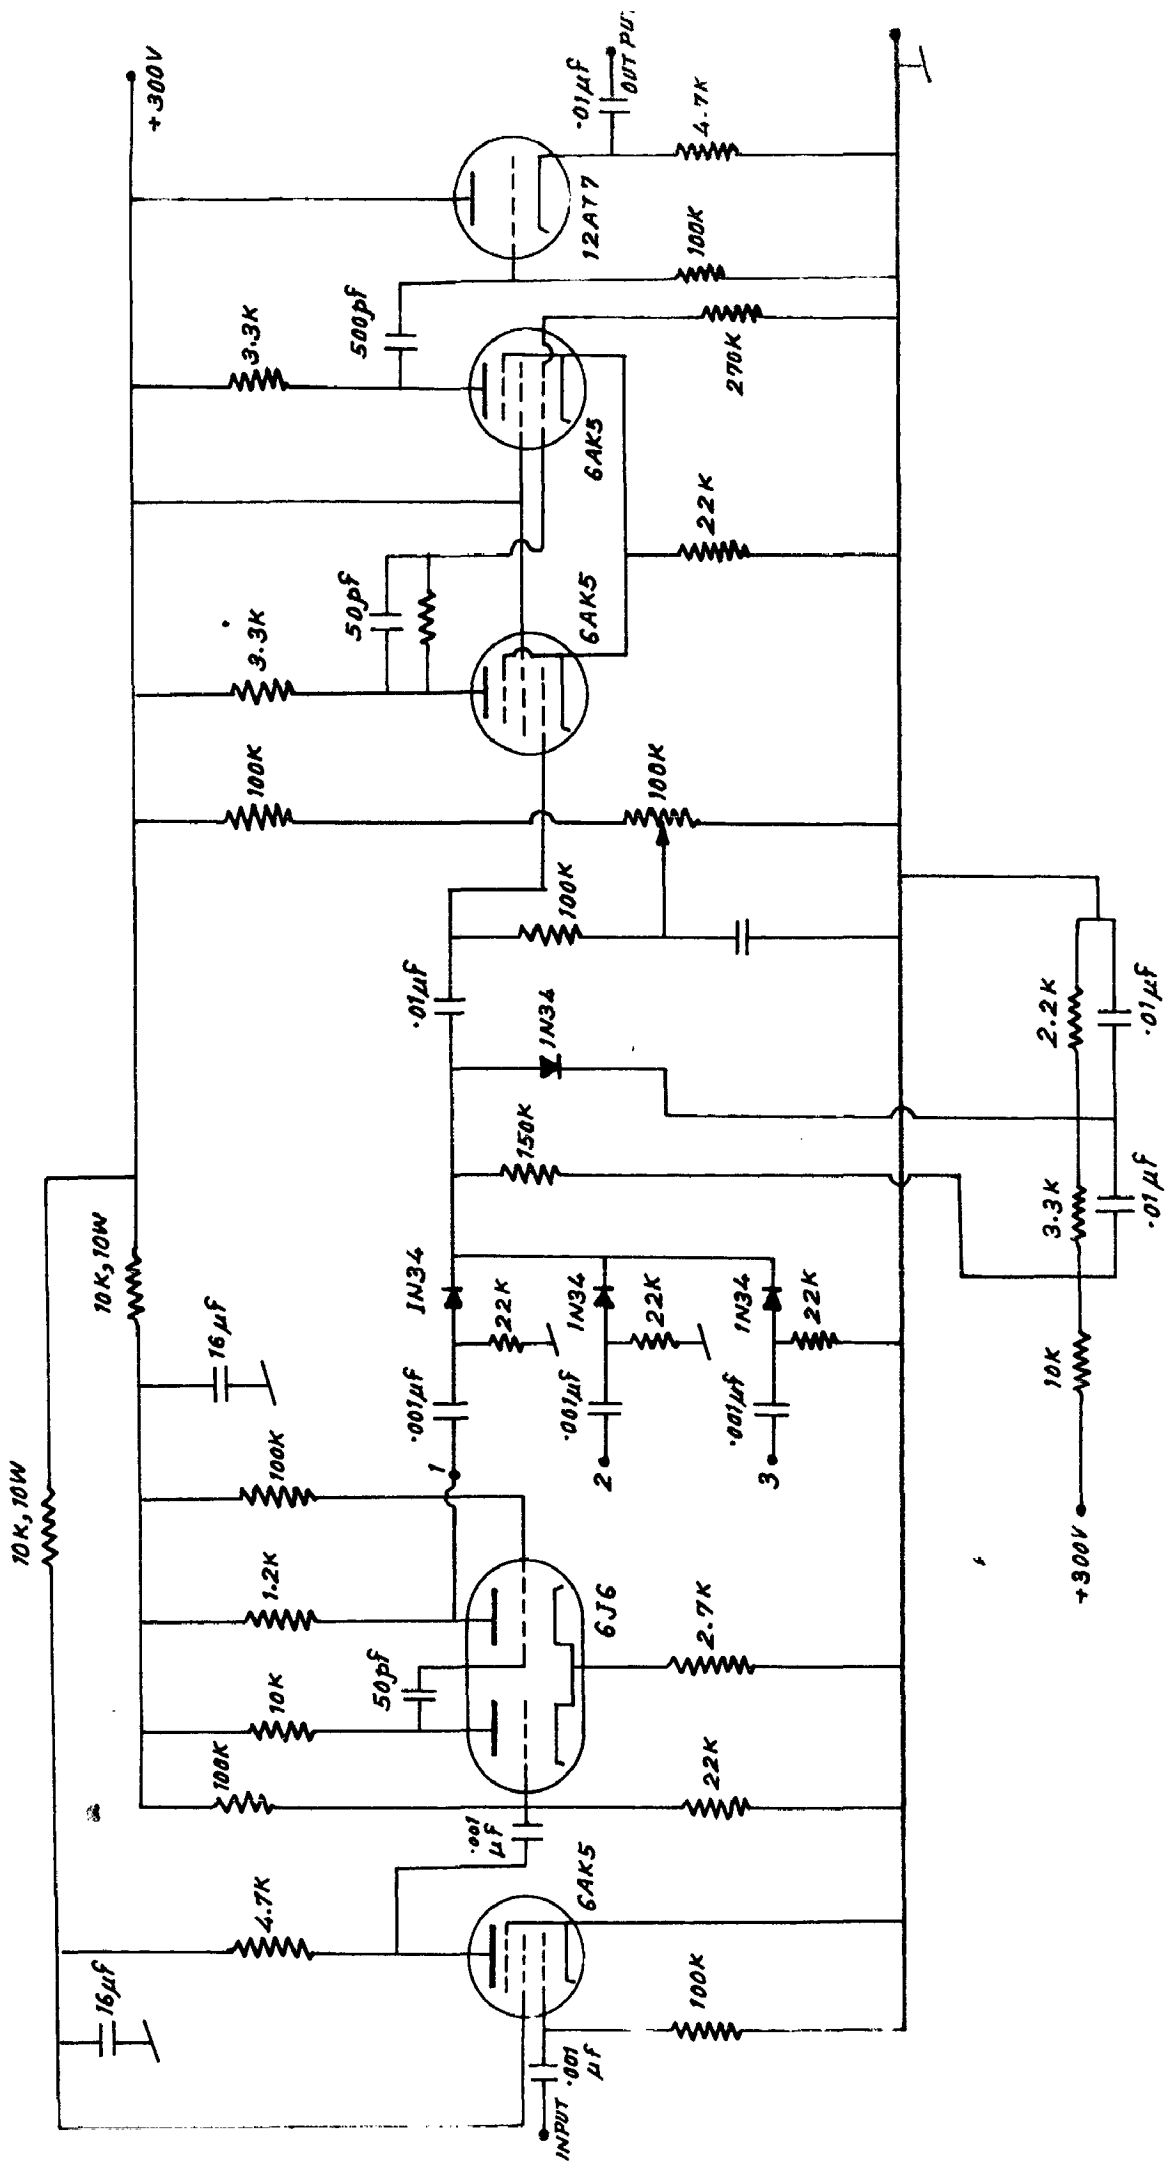 +300V
10K, 10W
10K, 10W
16µf
16µf
4.7K
100K
10K
1.2K
100K
100K
3.3K
3.3K
50pf
50pf
500pf
.001
µf
.001µf
1
IN34
.01µf
.01µf
OUT PU
INPUT
.001
µf
6AK5
6J6
22K
150K
1N34
100K
100K
6AK5
6AK5
12AT7
2
.001µf
1N34
22K
3
.001µf
1N34
22K
100K
22K
2.7K
22K
270K
100K
4.7K
+300V
10K
3.3K
2.2K
.01µf
.01µf